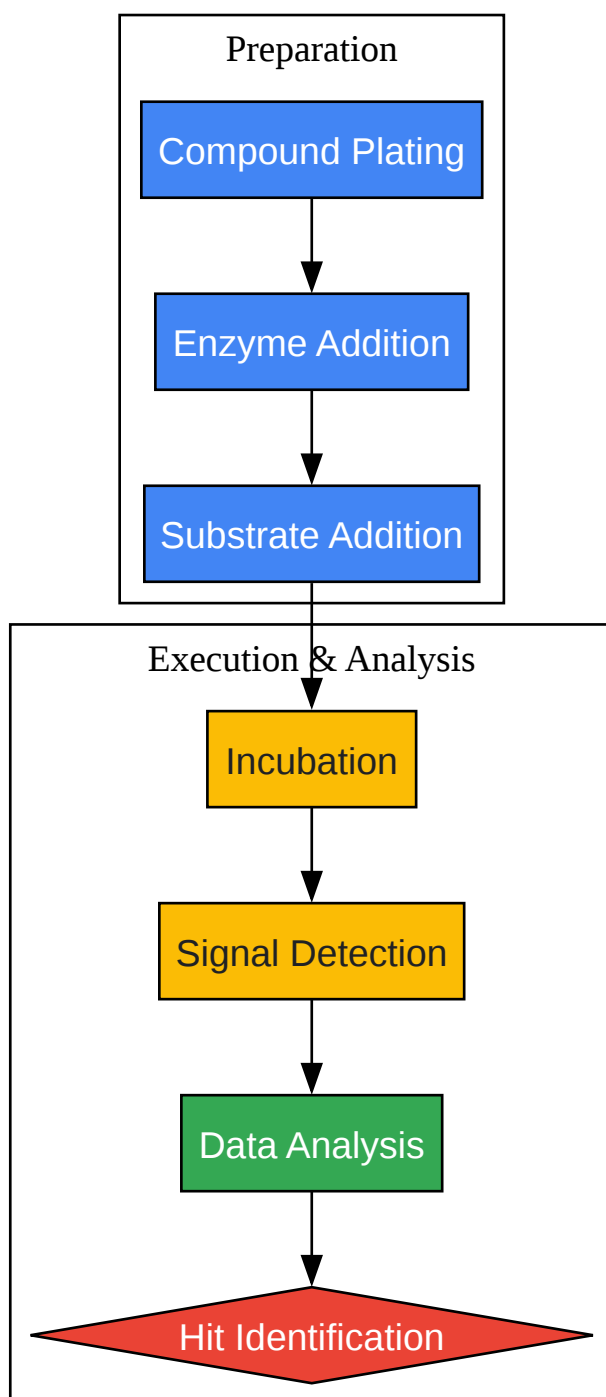 Preparation
Compound Plating
Enzyme Addition
Substrate Addition
Execution & Analysis
Incubation
Signal Detection
Data Analysis
Hit Identification